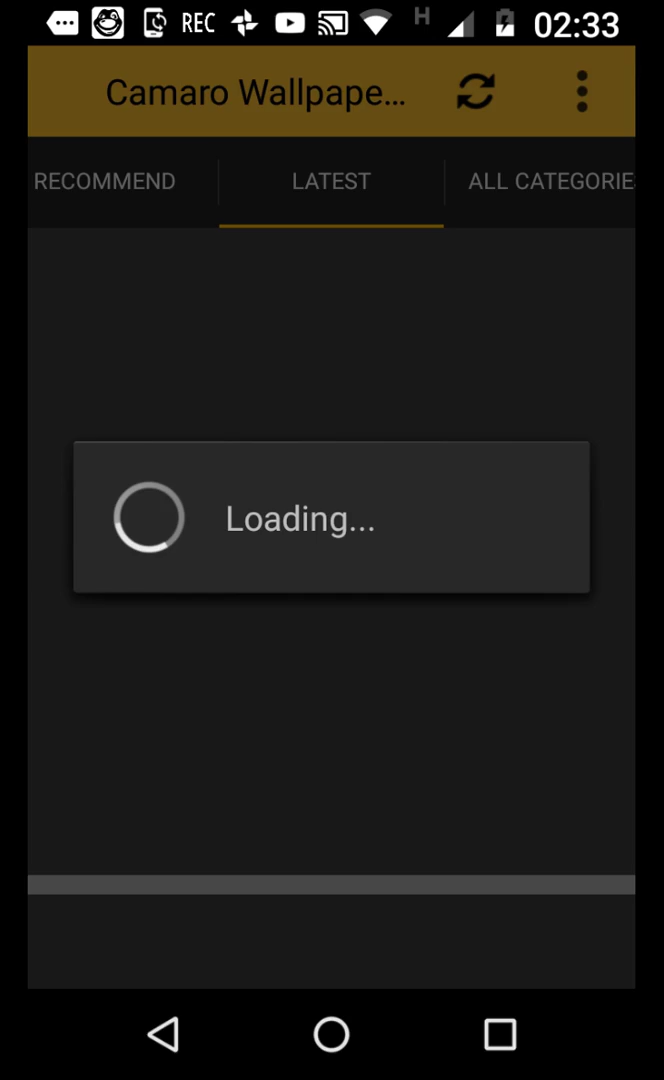 REC H 02:33
Camaro Wallpape...
RECOMMEND LATEST ALL CATEGORIE
Loading...